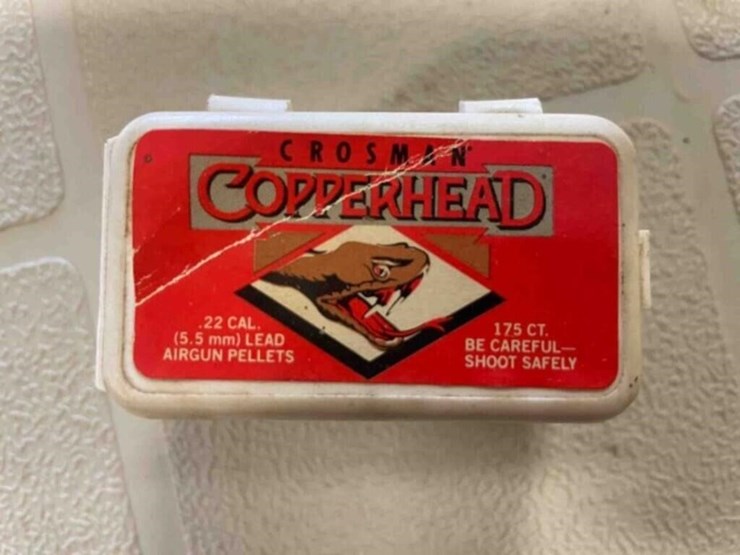 CROSMAN
COPPERHEAD
.22 CAL.
(5.5 mm) LEAD
AIRGUN PELLETS
175 CT.
BE CAREFUL—
SHOOT SAFELY